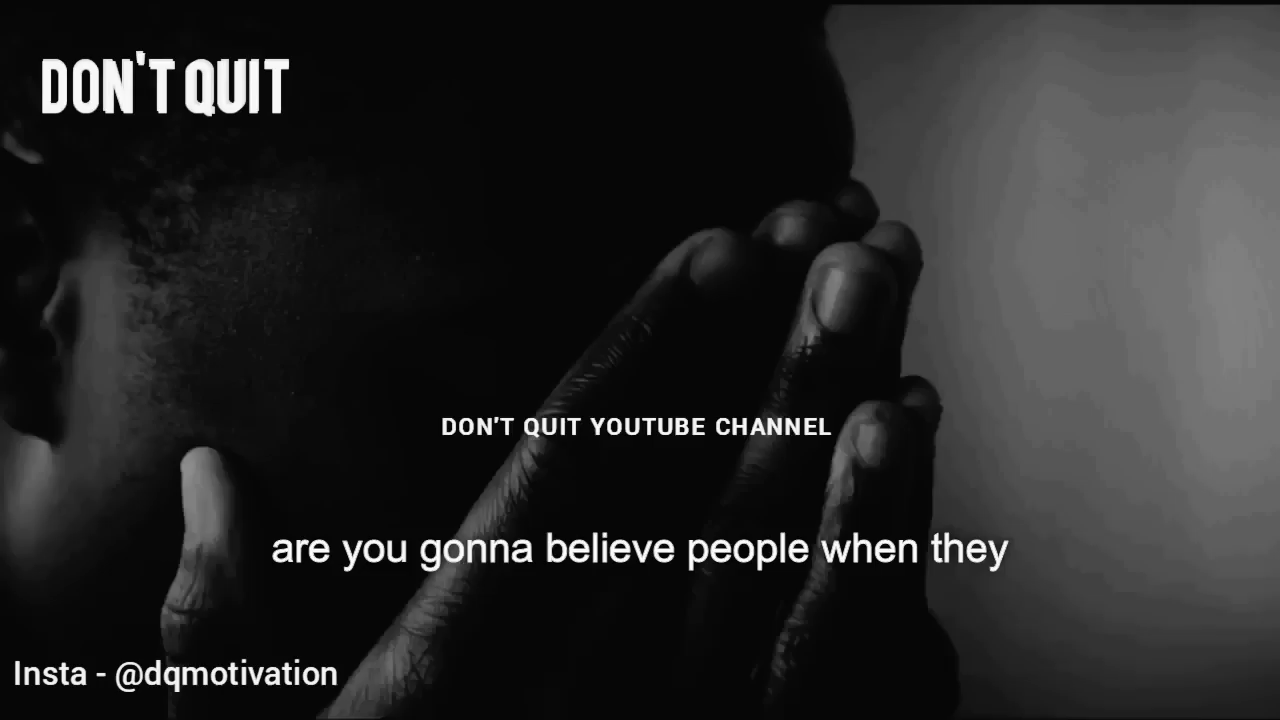 DON'T QUIT
DON'T QUIT YOUTUBE CHANNEL
are you gonna believe people when they
Insta - @dqmotivation